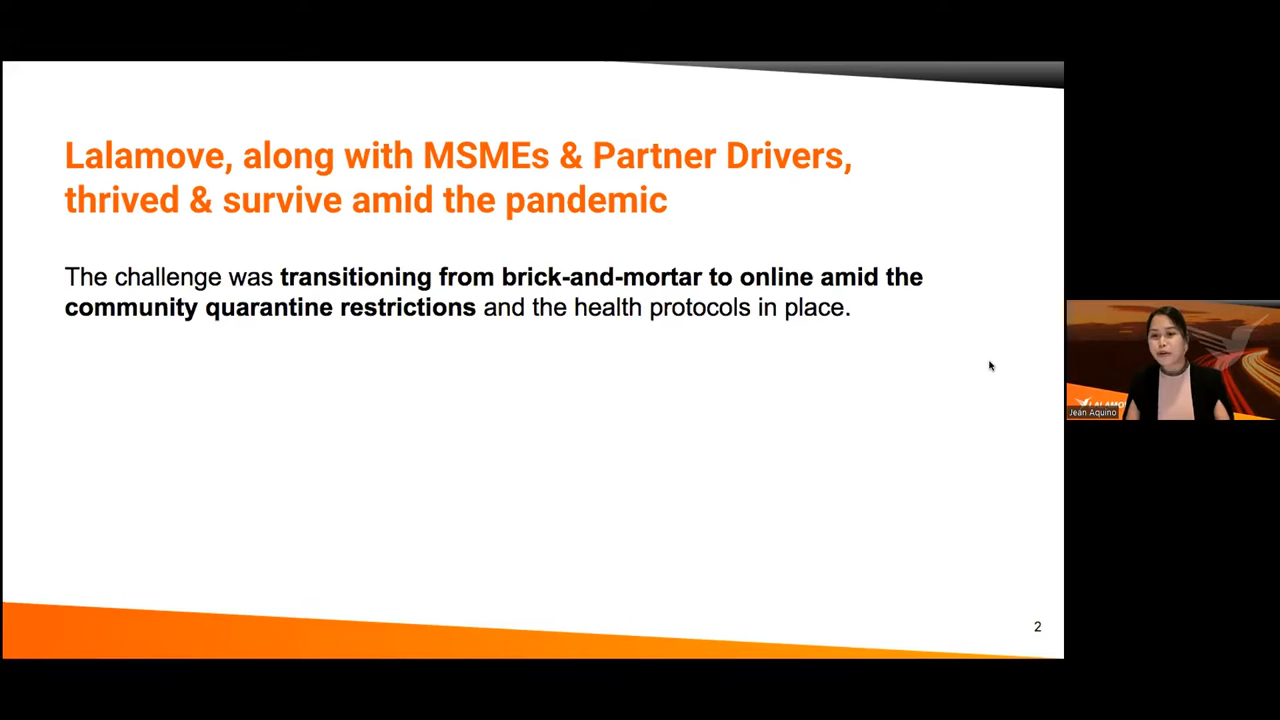 Lalamove, along with MSMEs & Partner Drivers,
thrived & survive amid the pandemic
The challenge was transitioning from brick-and-mortar to online amid the
community quarantine restrictions and the health protocols in place.
2
Jean Aquino